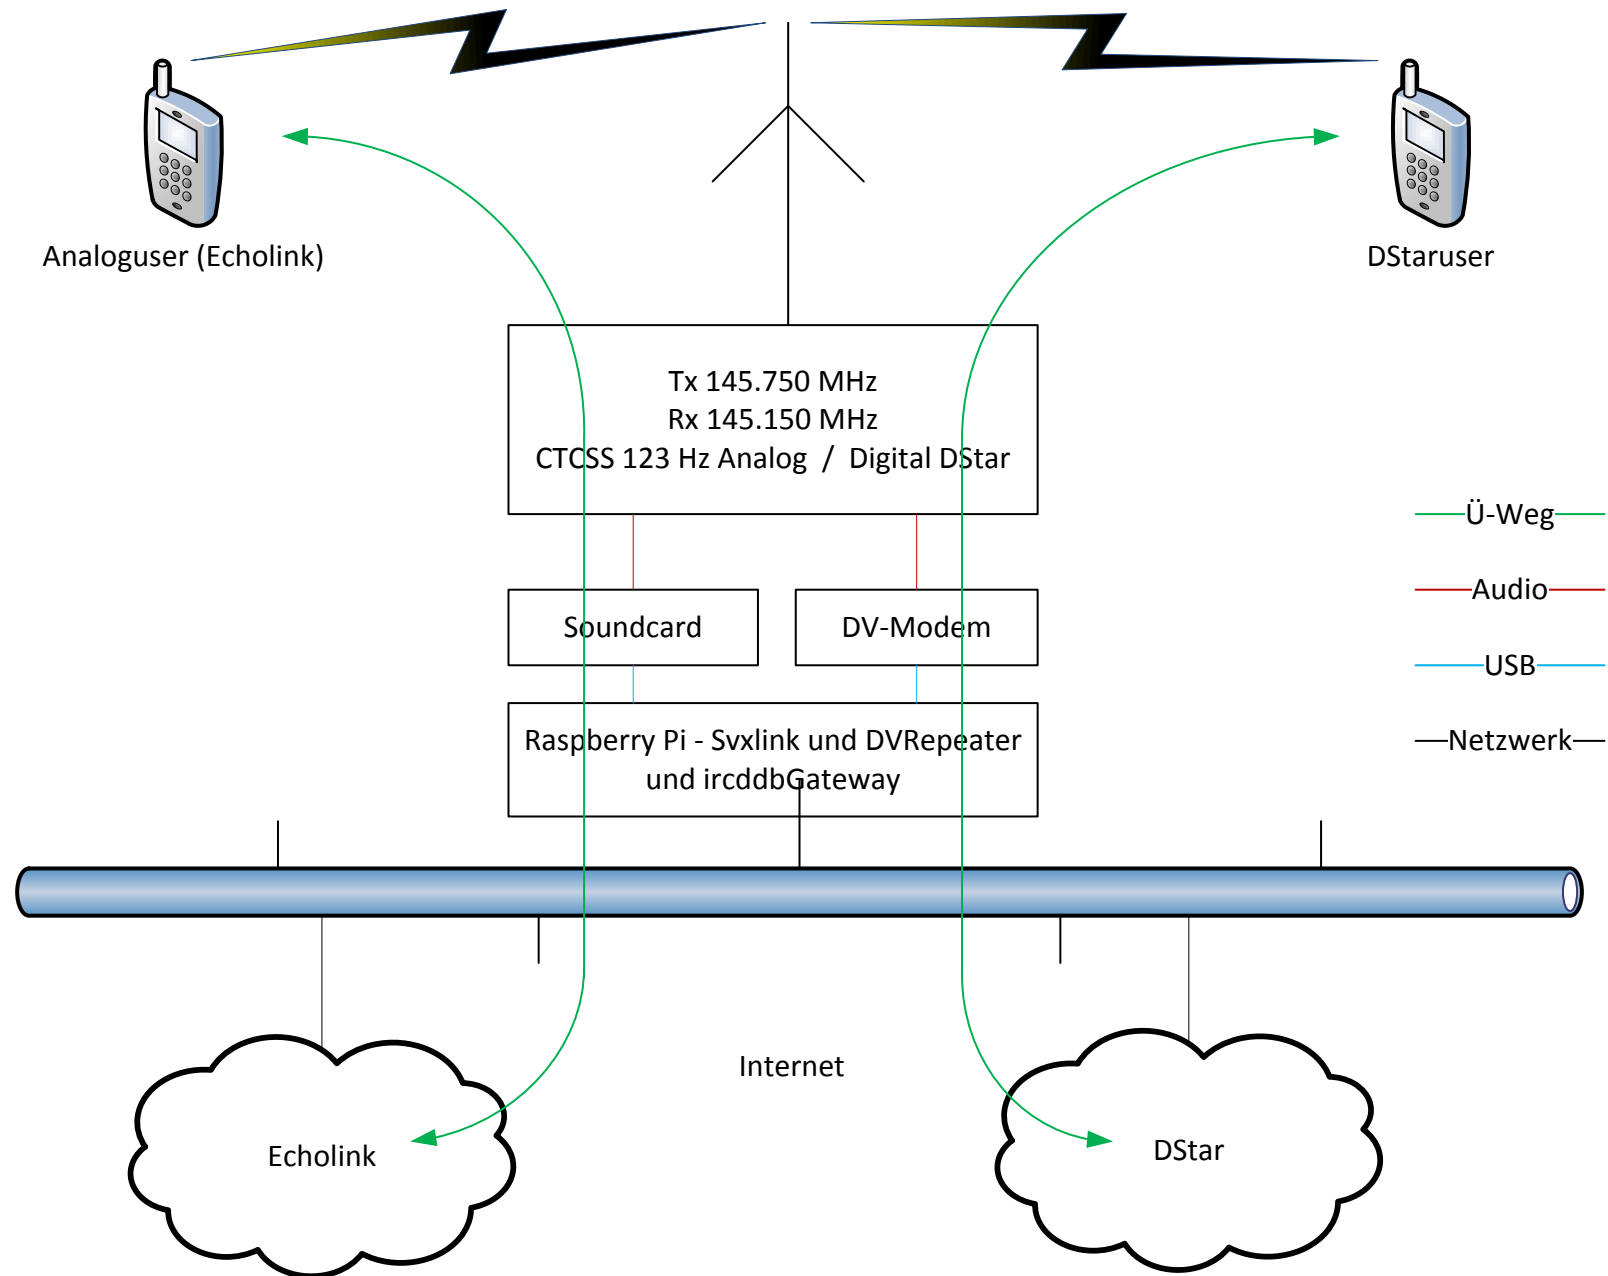 Analoguser (Echolink)
DStaruser
Tx 145.750 MHz
Rx 145.150 MHz
CTCSS 123 Hz Analog / Digital DStar
Ü-Weg
Audio
USB
Netzwerk
Soundcard
DV-Modem
Raspberry Pi - Svxlink und DVRepeater
und ircddbGateway
Internet
Echolink
DStar